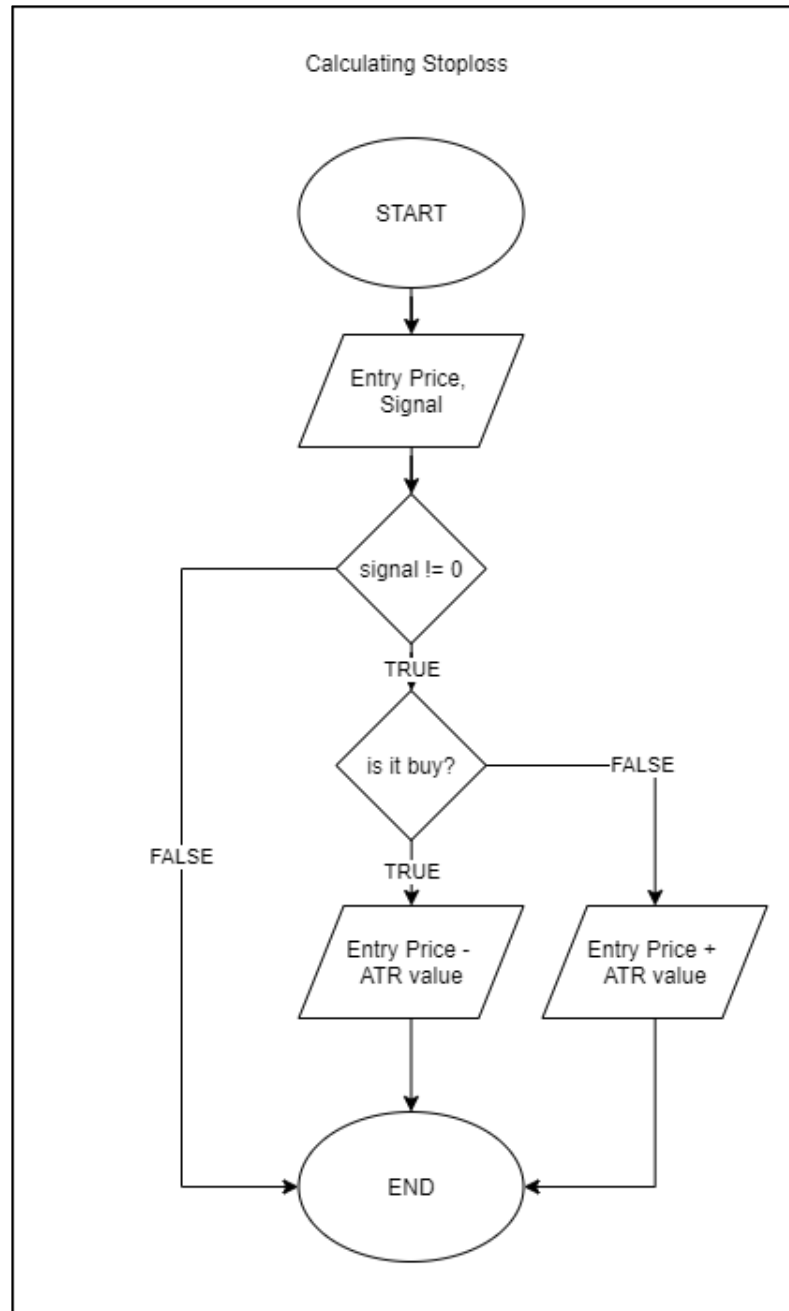 Calculating Stoploss
START
Entry Price,
Signal
signal != 0
TRUE
is it buy?
FALSE
FALSE
TRUE
Entry Price -
ATR value
Entry Price +
ATR value
END